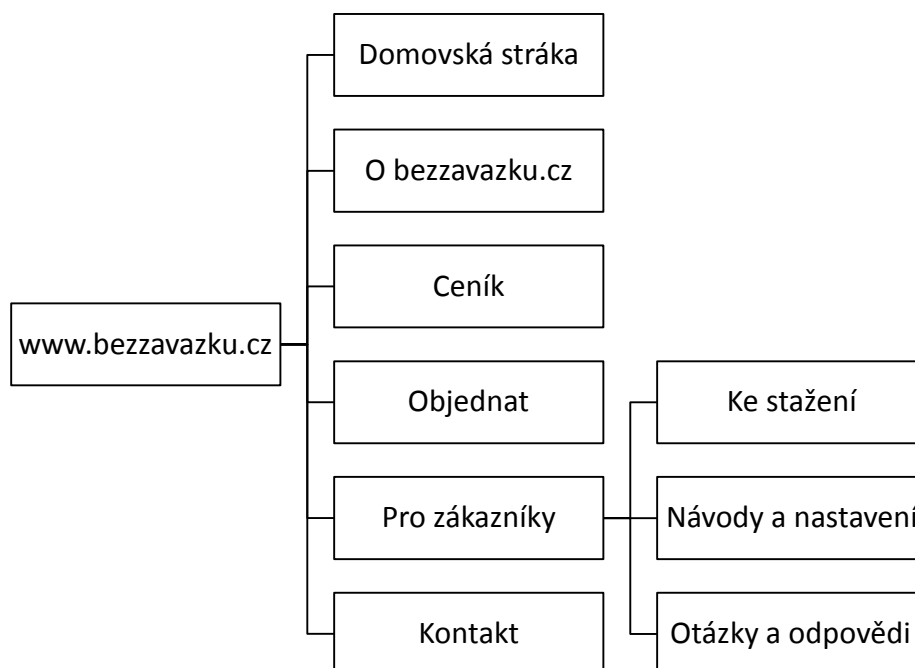 Domovská stráka
O bezzavazku.cz
Ceník
www.bezzavazku.cz
Objednat
Ke stažení
Pro zákazníky
Návody a nastavení
Kontakt
Otázky a odpovědi